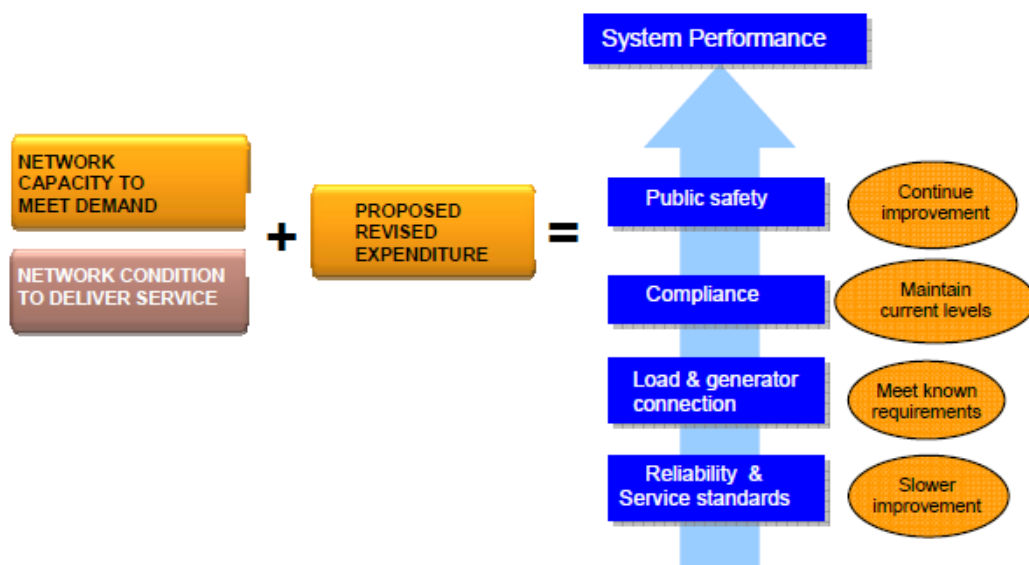 System Performance
NETWORK
CAPACITY TO
MEET DEMAND
NETWORK CONDITION
TO DELIVER SERVICE
+
PROPOSED
REVISED
EXPENDITURE
=
Public safety
Continue
improvement
Compliance
Maintain
current levels
Load & generator
connection
Meet known
requirements
Reliability &
Service standards
Slower
improvement